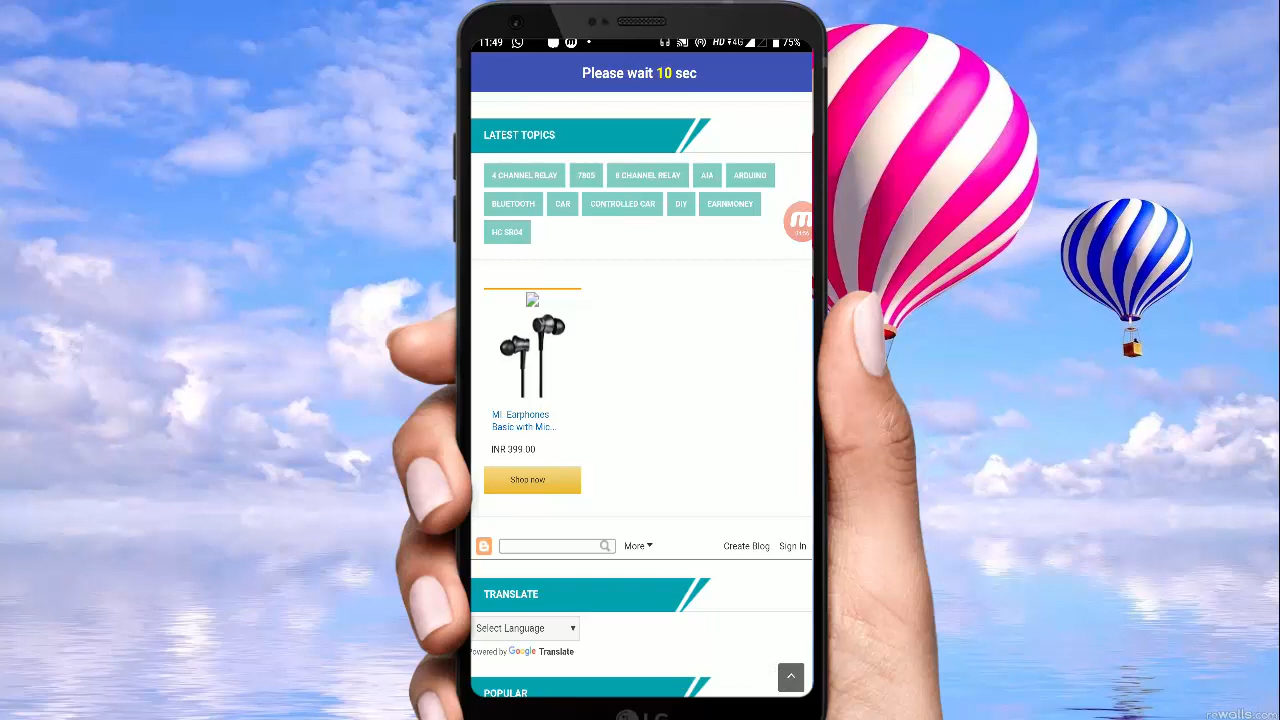 11:49 HD 4G 75%
Please wait 10 sec
LATEST TOPICS
4 CHANNEL RELAY 7805 8 CHANNEL RELAY AIA ARDUINO
BLUETOOTH CAR CONTROLLED CAR DIY EARNMONEY
HC SR04
MI Earphones
Basic with Mic...
INR 399.00
Shop now
More Create Blog Sign In
TRANSLATE
Select Language
Powered by Google Translate
POPULAR
LG
rewalls.com